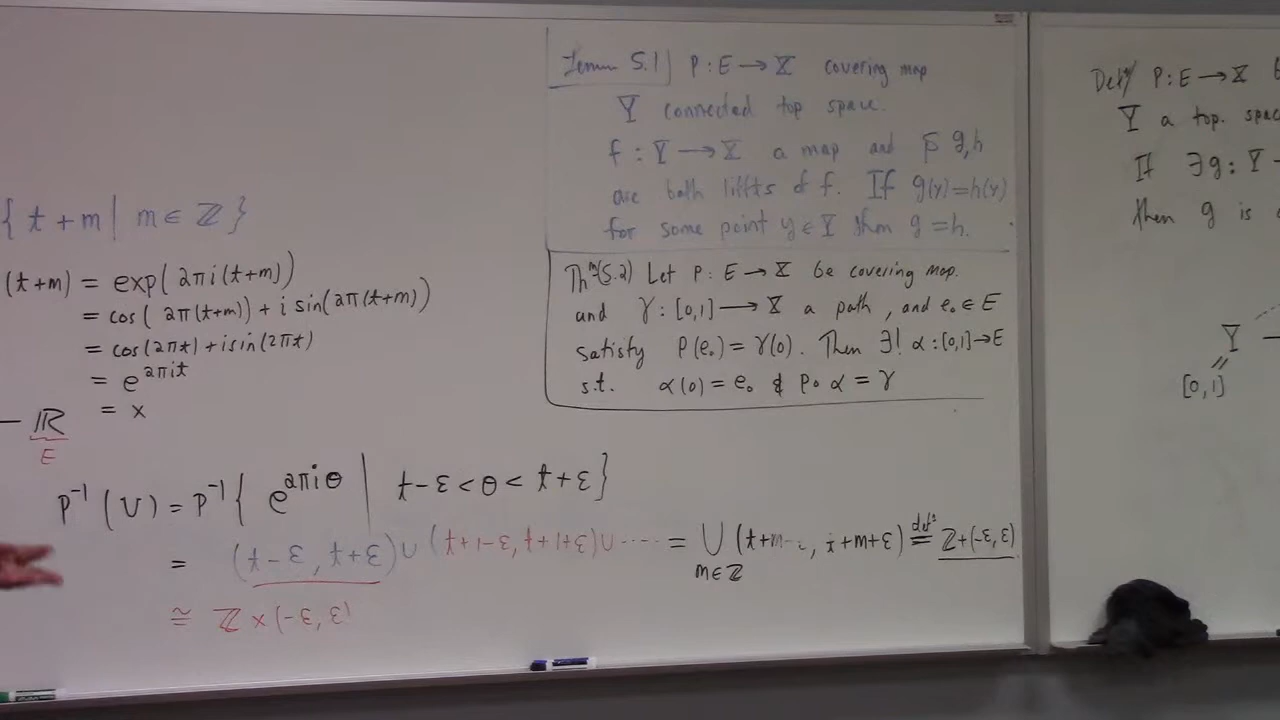 { t+m | m ∈ ℤ }
(t+m) = exp( 2πi(t+m))
= cos( 2π(t+m)) + i sin(2π(t+m))
= cos(2πt) + i sin(2πt)
= e^{2πit}
= x
ℝ
E
P⁻¹(U) = P⁻¹{ e^{2πiθ} | t-ε < θ < t+ε}
= (t-ε, t+ε) ∪ (t+1-ε, t+1+ε) ∪ ····· = ⋃_{m∈ℤ} (t+m-ε, t+m+ε) def= ℤ+(-ε,ε)
≅ ℤ × (-ε,ε)
Lemm 5.1 P : E → X covering map
Y connected top space.
f : Y → X a map and g,h
are both liffts of f. If g(y)=h(y)
for some point y ∈ Y then g = h.
Thᵐ(5.2) Let P : E → X be covering map.
and γ : [0,1] → X a path, and e₀ ∈ E
satisfy P(e₀) = γ(0). Then ∃! α : [0,1] → E
s.t. α(0) = e₀ & P∘α = γ
Defⁿ P : E → X
Y a top. spac
If ∃ g : Y
then g is
Y
[0,1]